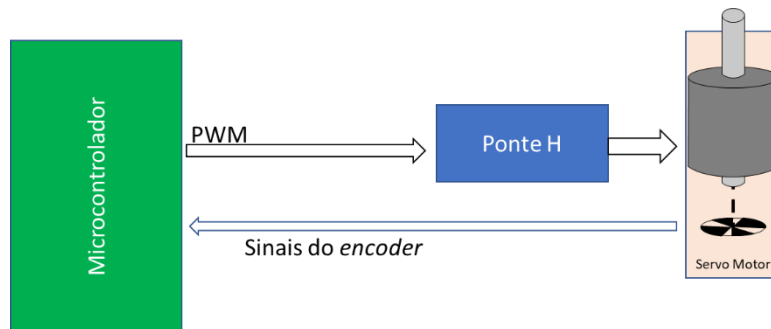 Microcontrolador
PWM
Ponte H
Sinais do encoder
Servo Motor